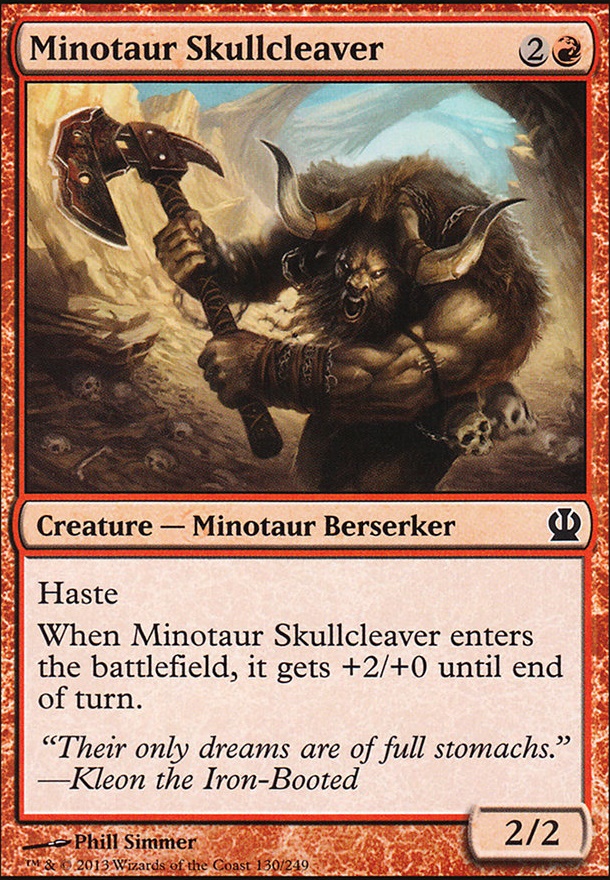 Minotaur Skullcleaver 2
Creature — Minotaur Berserker
Haste
When Minotaur Skullcleaver enters
the battlefield, it gets +2/+0 until end
of turn.
“Their only dreams are of full stomachs.”
—Kleon the Iron-Booted
2/2
Phill Simmer
™ & © 2013 Wizards of the Coast 130/249